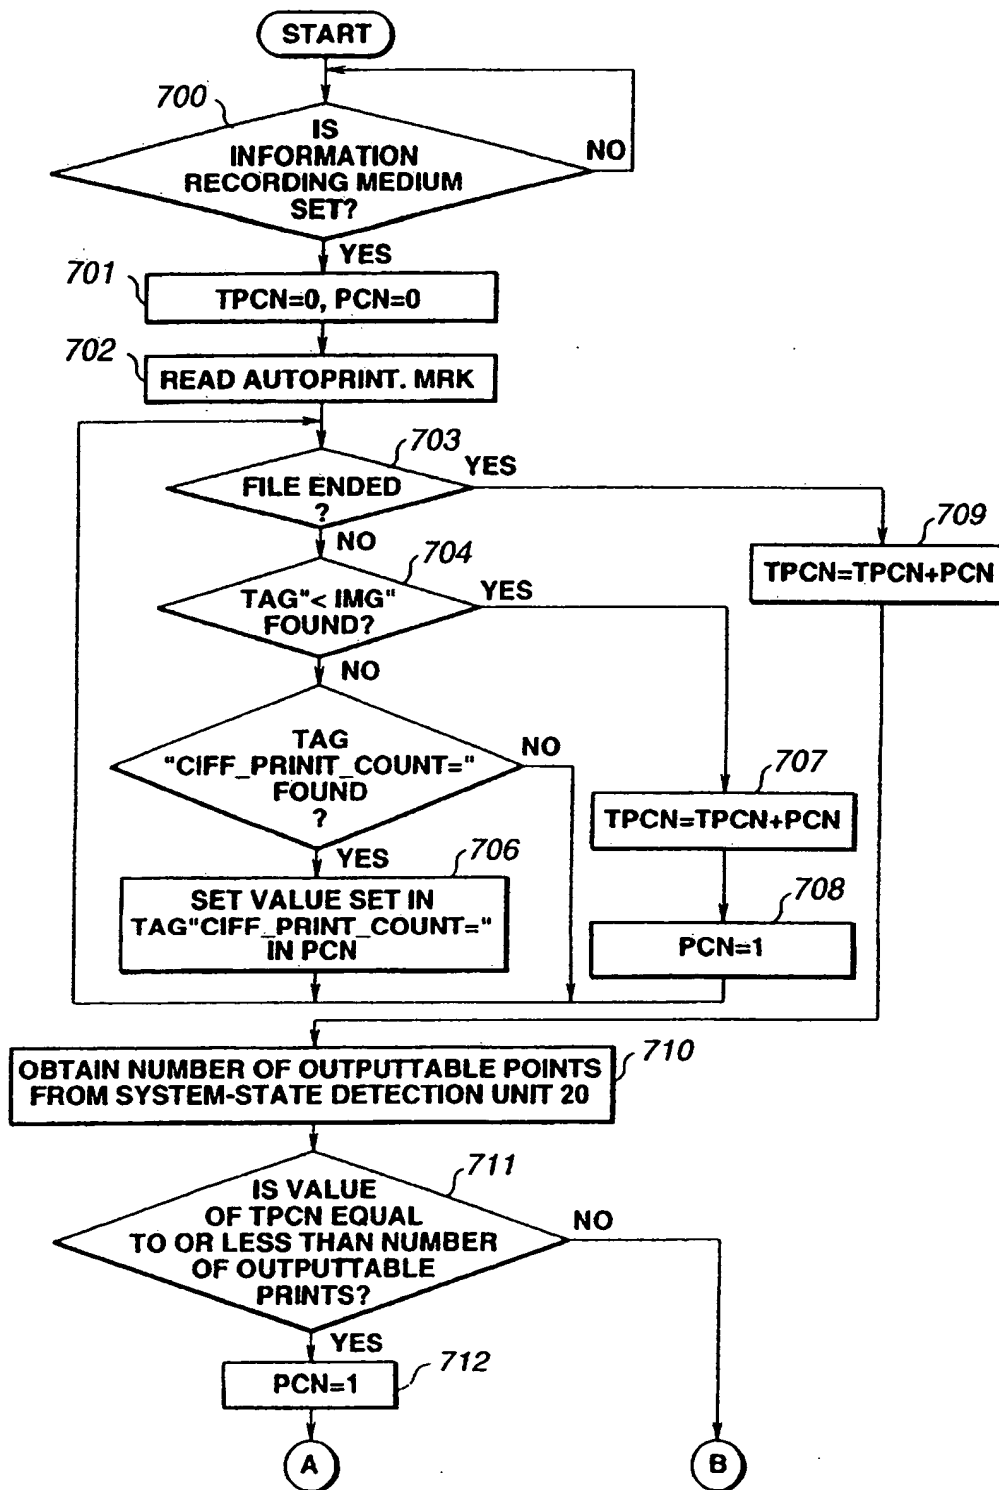 START
700
IS
INFORMATION
RECORDING MEDIUM
SET?
NO
YES
701
TPCN=0, PCN=0
702
READ AUTOPRINT. MRK
703
YES
FILE ENDED
?
NO
709
TPCN=TPCN+PCN
704
YES
TAG"< IMG"
FOUND?
NO
TAG
"CIFF_PRINIT_COUNT="
FOUND
?
NO
707
TPCN=TPCN+PCN
YES
706
SET VALUE SET IN
TAG"CIFF_PRINT_COUNT="
IN PCN
708
PCN=1
OBTAIN NUMBER OF OUTPUTTABLE POINTS
FROM SYSTEM-STATE DETECTION UNIT 20
710
711
IS VALUE
OF TPCN EQUAL
TO OR LESS THAN NUMBER
OF OUTPUTTABLE
PRINTS?
NO
YES
712
PCN=1
A
B